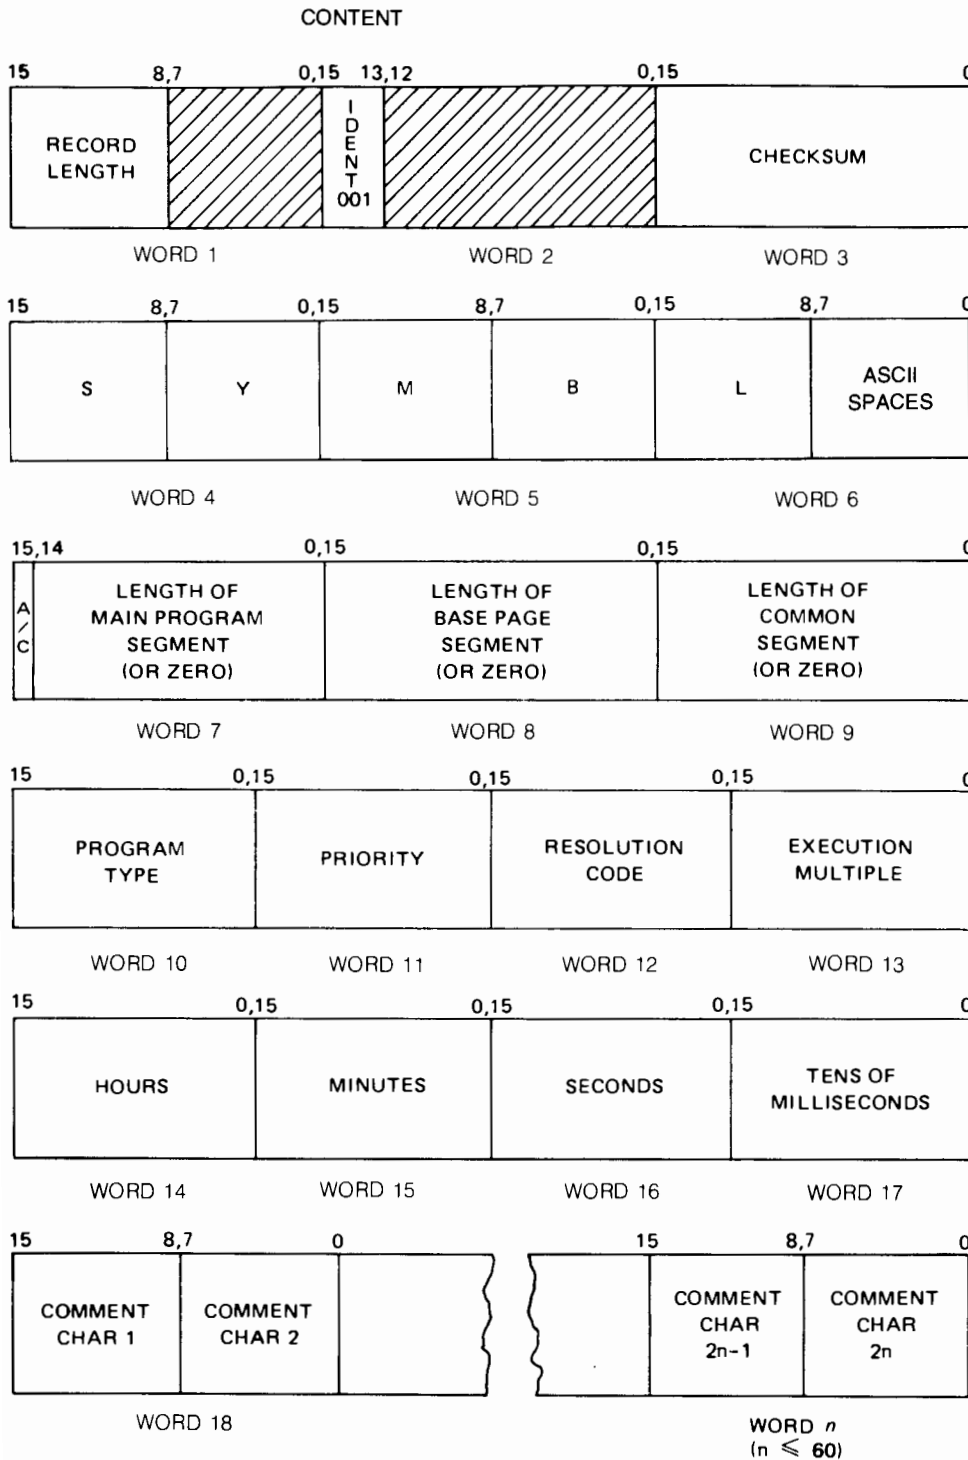 CONTENT
15 8,7 0,15 13,12 0,15 0
RECORD LENGTH
IDENT 001
CHECKSUM
WORD 1 WORD 2 WORD 3
15 8,7 0,15 8,7 0,15 8,7 0
S Y M B L ASCII SPACES
WORD 4 WORD 5 WORD 6
15,14 0,15 0,15 0
A/C
LENGTH OF MAIN PROGRAM SEGMENT (OR ZERO)
LENGTH OF BASE PAGE SEGMENT (OR ZERO)
LENGTH OF COMMON SEGMENT (OR ZERO)
WORD 7 WORD 8 WORD 9
15 0,15 0,15 0,15 0
PROGRAM TYPE
PRIORITY
RESOLUTION CODE
EXECUTION MULTIPLE
WORD 10 WORD 11 WORD 12 WORD 13
15 0,15 0,15 0,15 0
HOURS
MINUTES
SECONDS
TENS OF MILLISECONDS
WORD 14 WORD 15 WORD 16 WORD 17
15 8,7 0 15 8,7 0
COMMENT CHAR 1
COMMENT CHAR 2
COMMENT CHAR 2n-1
COMMENT CHAR 2n
WORD 18
WORD n
(n ⩽ 60)